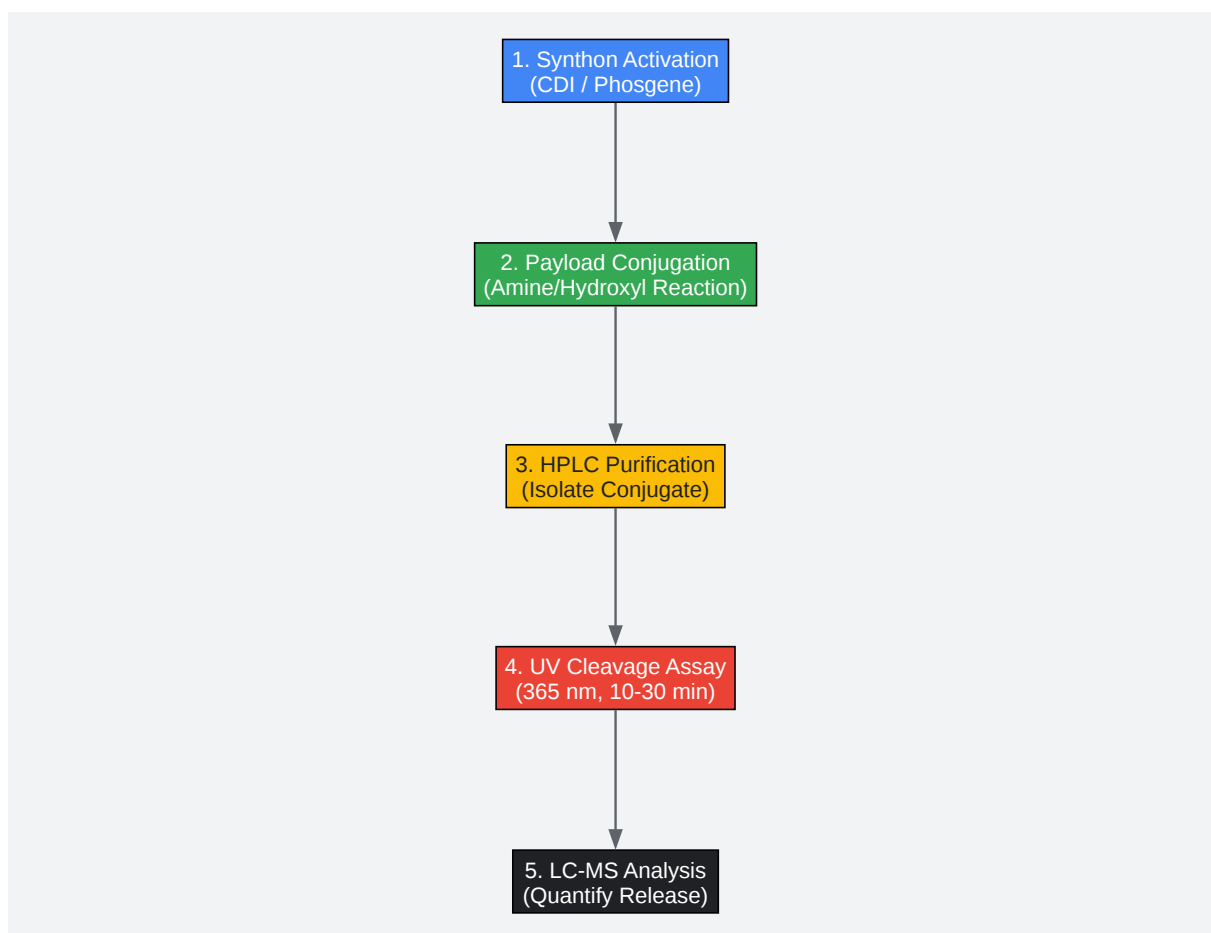 1. Synthon Activation
(CDI / Phosgene)
2. Payload Conjugation
(Amine/Hydroxyl Reaction)
3. HPLC Purification
(Isolate Conjugate)
4. UV Cleavage Assay
(365 nm, 10-30 min)
5. LC-MS Analysis
(Quantify Release)